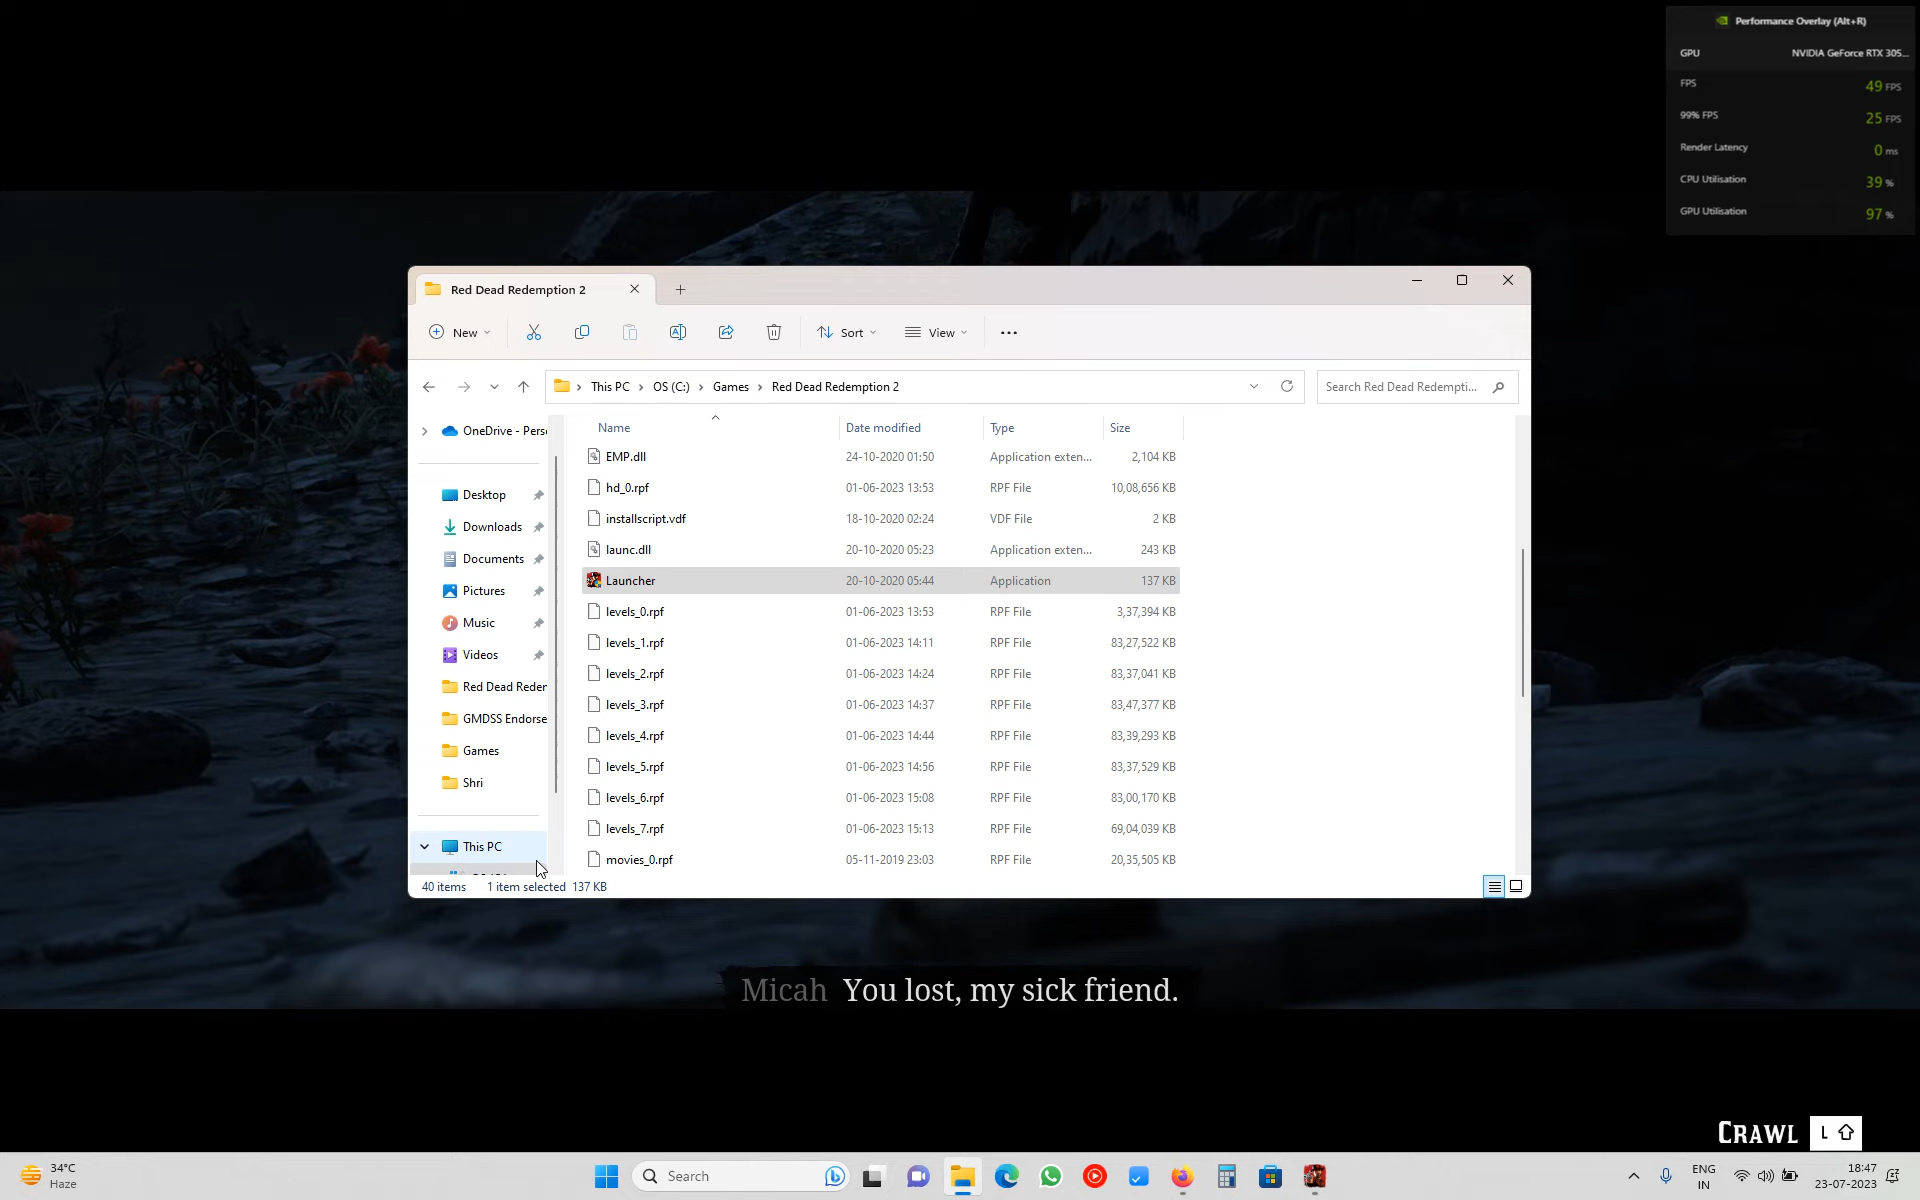 Performance Overlay (Alt+R)
GPU NVIDIA GeForce RTX 305...
FPS 49 FPS
99% FPS 25 FPS
Render Latency 0 ms
CPU Utilisation 39 %
GPU Utilisation 97 %
Red Dead Redemption 2
New
Sort
View
This PC > OS (C:) > Games > Red Dead Redemption 2
Search Red Dead Redempti...
OneDrive - Pers
Desktop
Downloads
Documents
Pictures
Music
Videos
Red Dead Reder
GMDSS Endorse
Games
Shri
This PC
Name Date modified Type Size
EMP.dll 24-10-2020 01:50 Application exten... 2,104 KB
hd_0.rpf 01-06-2023 13:53 RPF File 10,08,656 KB
installscript.vdf 18-10-2020 02:24 VDF File 2 KB
launc.dll 20-10-2020 05:23 Application exten... 243 KB
Launcher 20-10-2020 05:44 Application 137 KB
levels_0.rpf 01-06-2023 13:53 RPF File 3,37,394 KB
levels_1.rpf 01-06-2023 14:11 RPF File 83,27,522 KB
levels_2.rpf 01-06-2023 14:24 RPF File 83,37,041 KB
levels_3.rpf 01-06-2023 14:37 RPF File 83,47,377 KB
levels_4.rpf 01-06-2023 14:44 RPF File 83,39,293 KB
levels_5.rpf 01-06-2023 14:56 RPF File 83,37,529 KB
levels_6.rpf 01-06-2023 15:08 RPF File 83,00,170 KB
levels_7.rpf 01-06-2023 15:13 RPF File 69,04,039 KB
movies_0.rpf 05-11-2019 23:03 RPF File 20,35,505 KB
40 items 1 item selected 137 KB
Micah You lost, my sick friend.
CRAWL L
34°C
Haze
Search
ENG
IN
18:47
23-07-2023